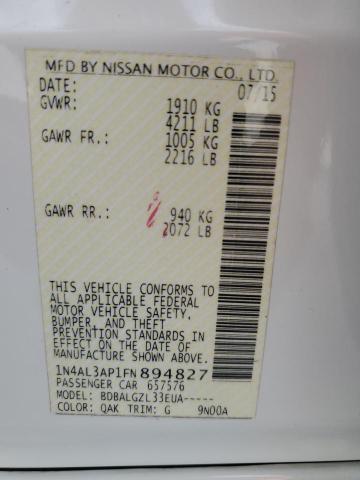 MFD BY NISSAN MOTOR CO., LTD.
DATE: 07/15
GVWR: 1910 KG
4211 LB
GAWR FR.: 1005 KG
2216 LB
GAWR RR.: 940 KG
2072 LB
THIS VEHICLE CONFORMS TO
ALL APPLICABLE FEDERAL
MOTOR VEHICLE SAFETY,
BUMPER, AND THEFT
PREVENTION STANDARDS IN
EFFECT ON THE DATE OF
MANUFACTURE SHOWN ABOVE.
1N4AL3AP1FN894827
PASSENGER CAR 657576
MODEL: BDBALGZL33EUA-----
COLOR: QAK TRIM: G 9N00A